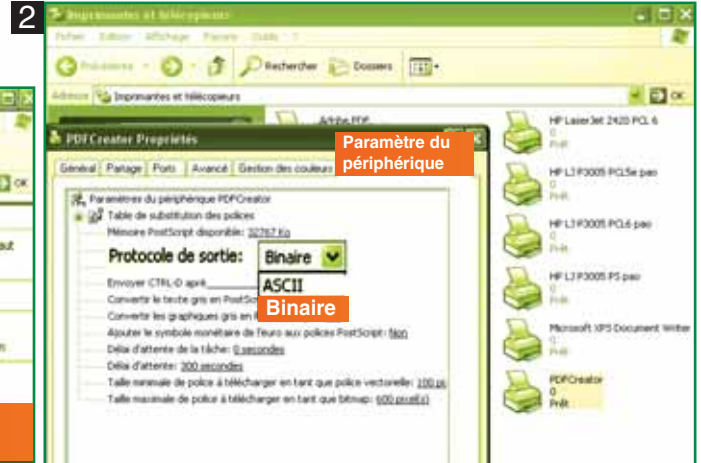 2
Imprimantes et télécopieurs
Fichier Edition Affichage Favoris Outils ?
Précédente Rechercher Dossiers
Adresse Imprimantes et télécopieurs OK
Adobe PDF
PDFCreator Propriétés
Paramètre du
périphérique
Général Partage Ports Avancé Gestion des couleurs
Paramètres du périphérique PDFCreator
Table de substitution des polices
Mémoire PostScript disponible: 32767 Ko
Protocole de sortie: Binaire
ASCII
Binaire
Envoyer CTRL-D aprè
Convertir le texte gris en PostSc
Convertir les graphiques gris en
Ajouter le symbole monétaire de l'euro aux polices PostScript: Non
Délai d'attente de la tâche: 0 secondes
Délai d'attente: 300 secondes
Taille minimale de police à télécharger en tant que police vectorielle: 100 pi
Taille maximale de police à télécharger en tant que bitmap: 600 pixel(s)
HP LaserJet 2420 PCL 6
0
Prêt
HP LJ P3005 PCL5e pao
0
Prêt
HP LJ P3005 PCL6 pao
0
Prêt
HP LJ P3005 PS pao
0
Prêt
Microsoft XPS Document Writer
0
Prêt
PDFCreator
0
Prêt